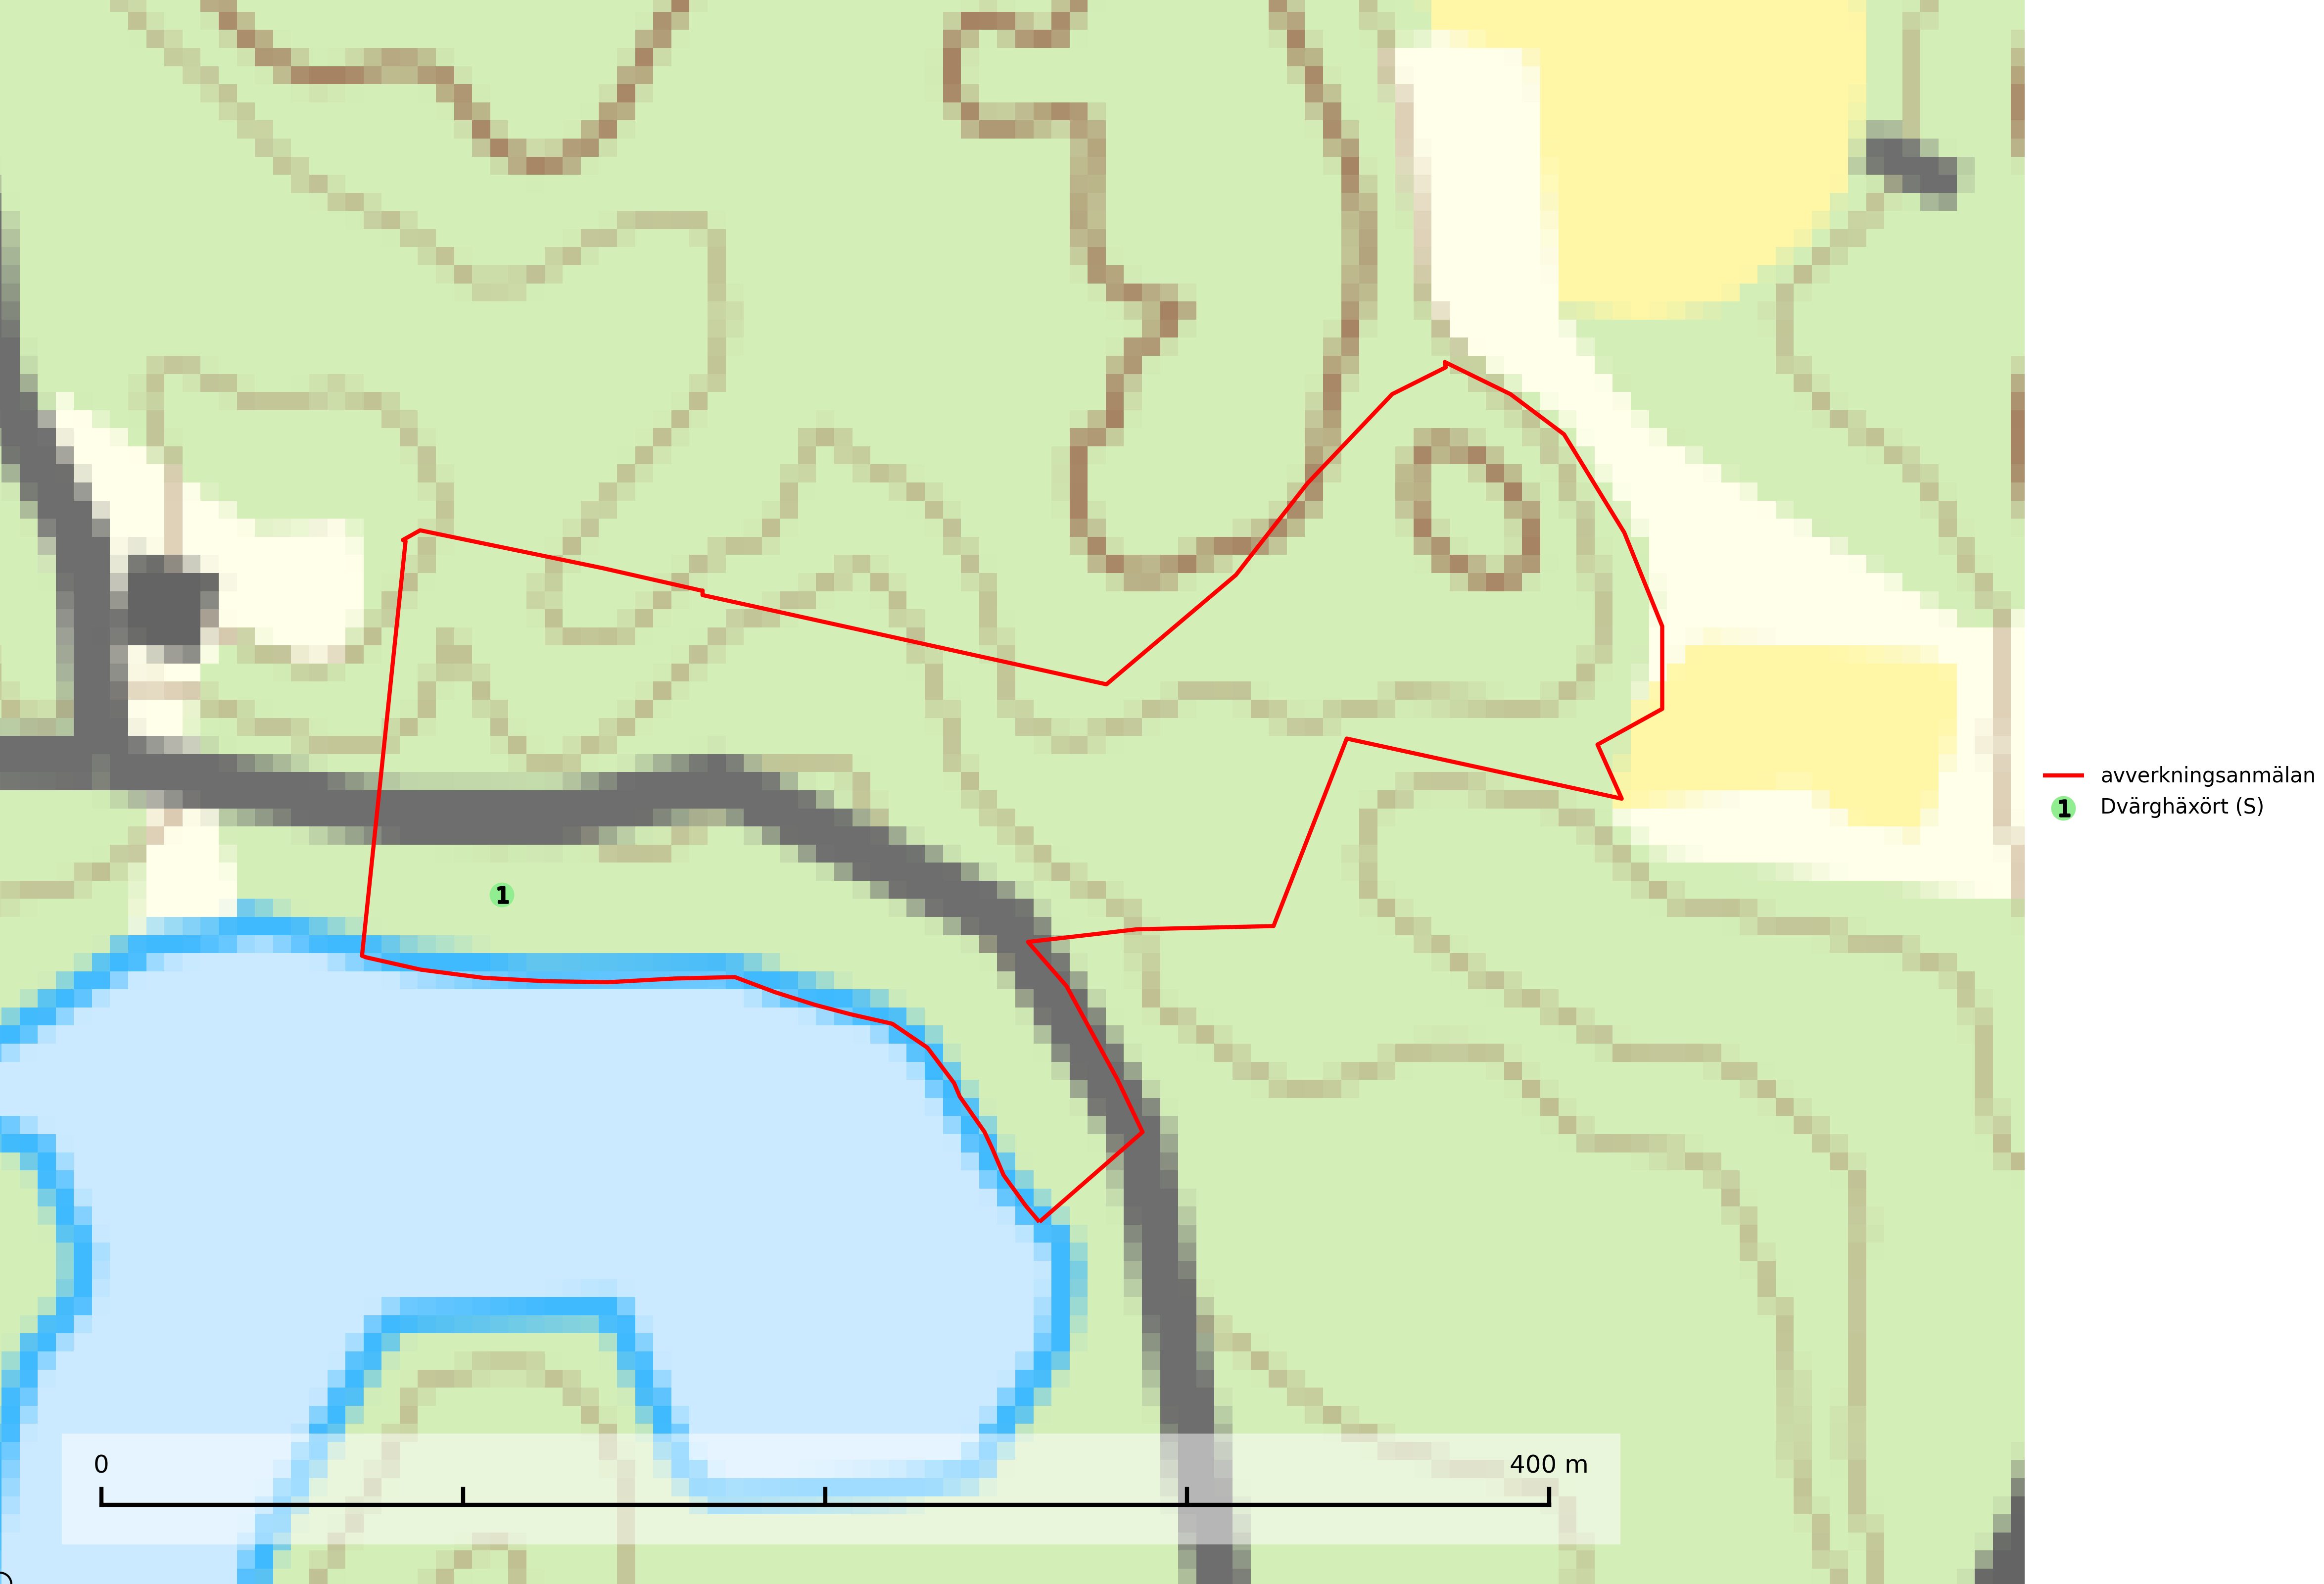 avverkningsanmälan
1 Dvärghäxört (S)
1
0 400 m